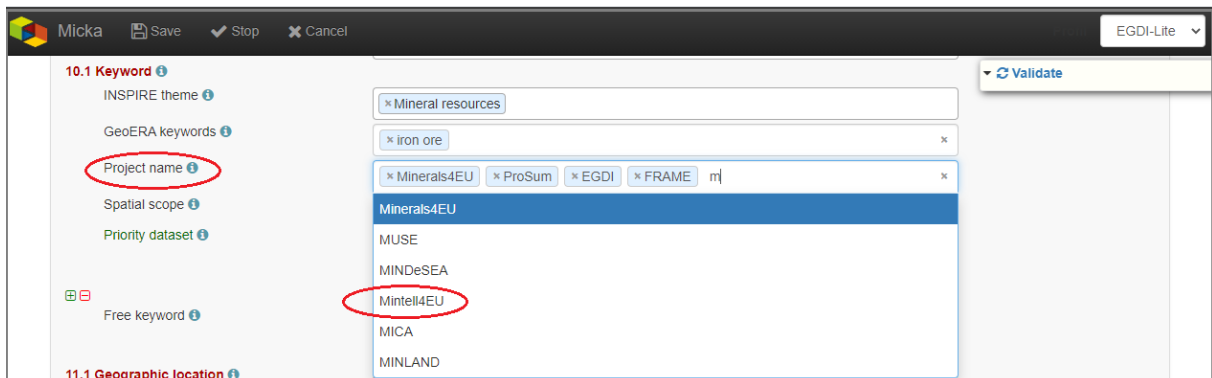 Micka Save Stop Cancel EGDI-Lite
10.1 Keyword
Validate
INSPIRE theme × Mineral resources
GeoERA keywords × iron ore ×
Project name × Minerals4EU × ProSum × EGDI × FRAME m ×
Spatial scope Minerals4EU
Priority dataset MUSE
MINDeSEA
Mintell4EU
Free keyword
MICA
MINLAND
11.1 Geographic location